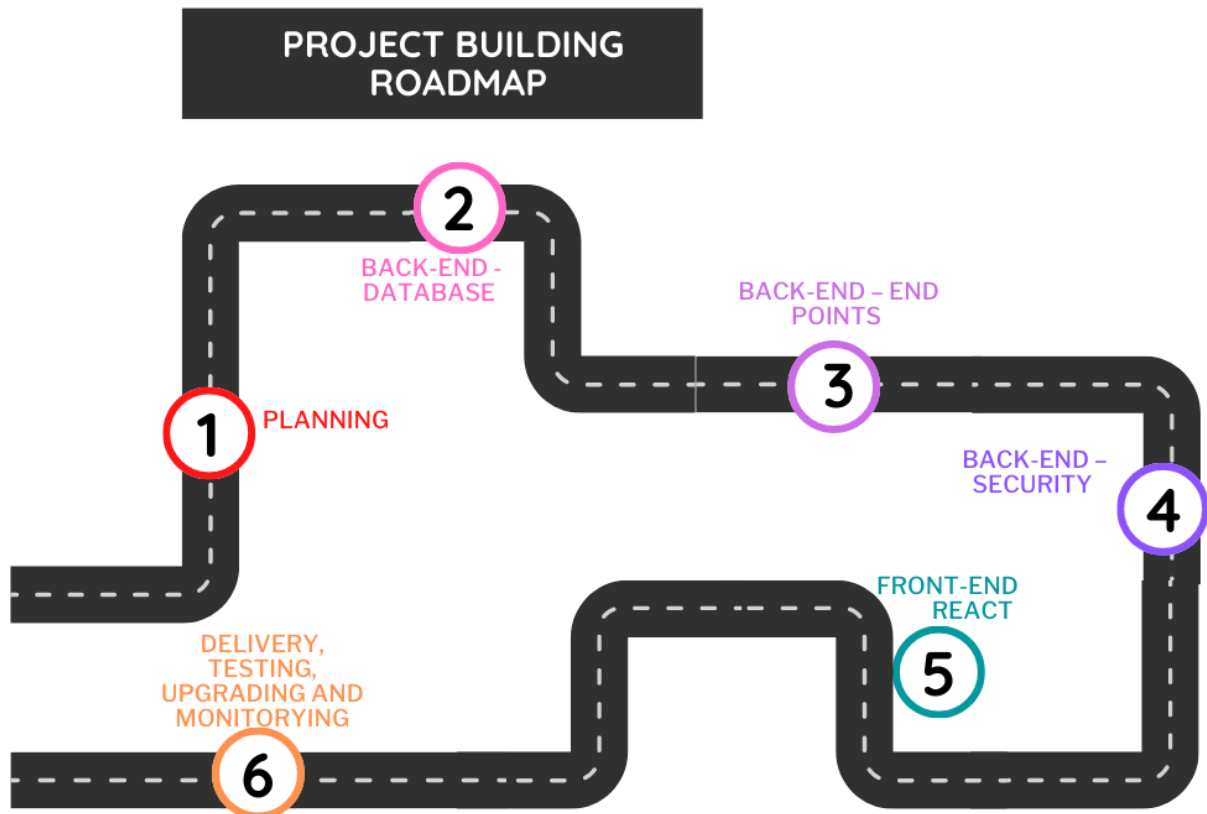 PROJECT BUILDING
ROADMAP
1
PLANNING
2
BACK-END -
DATABASE
BACK-END – END
POINTS
3
BACK-END –
SECURITY
4
FRONT-END
REACT
5
DELIVERY,
TESTING,
UPGRADING AND
MONITORYING
6